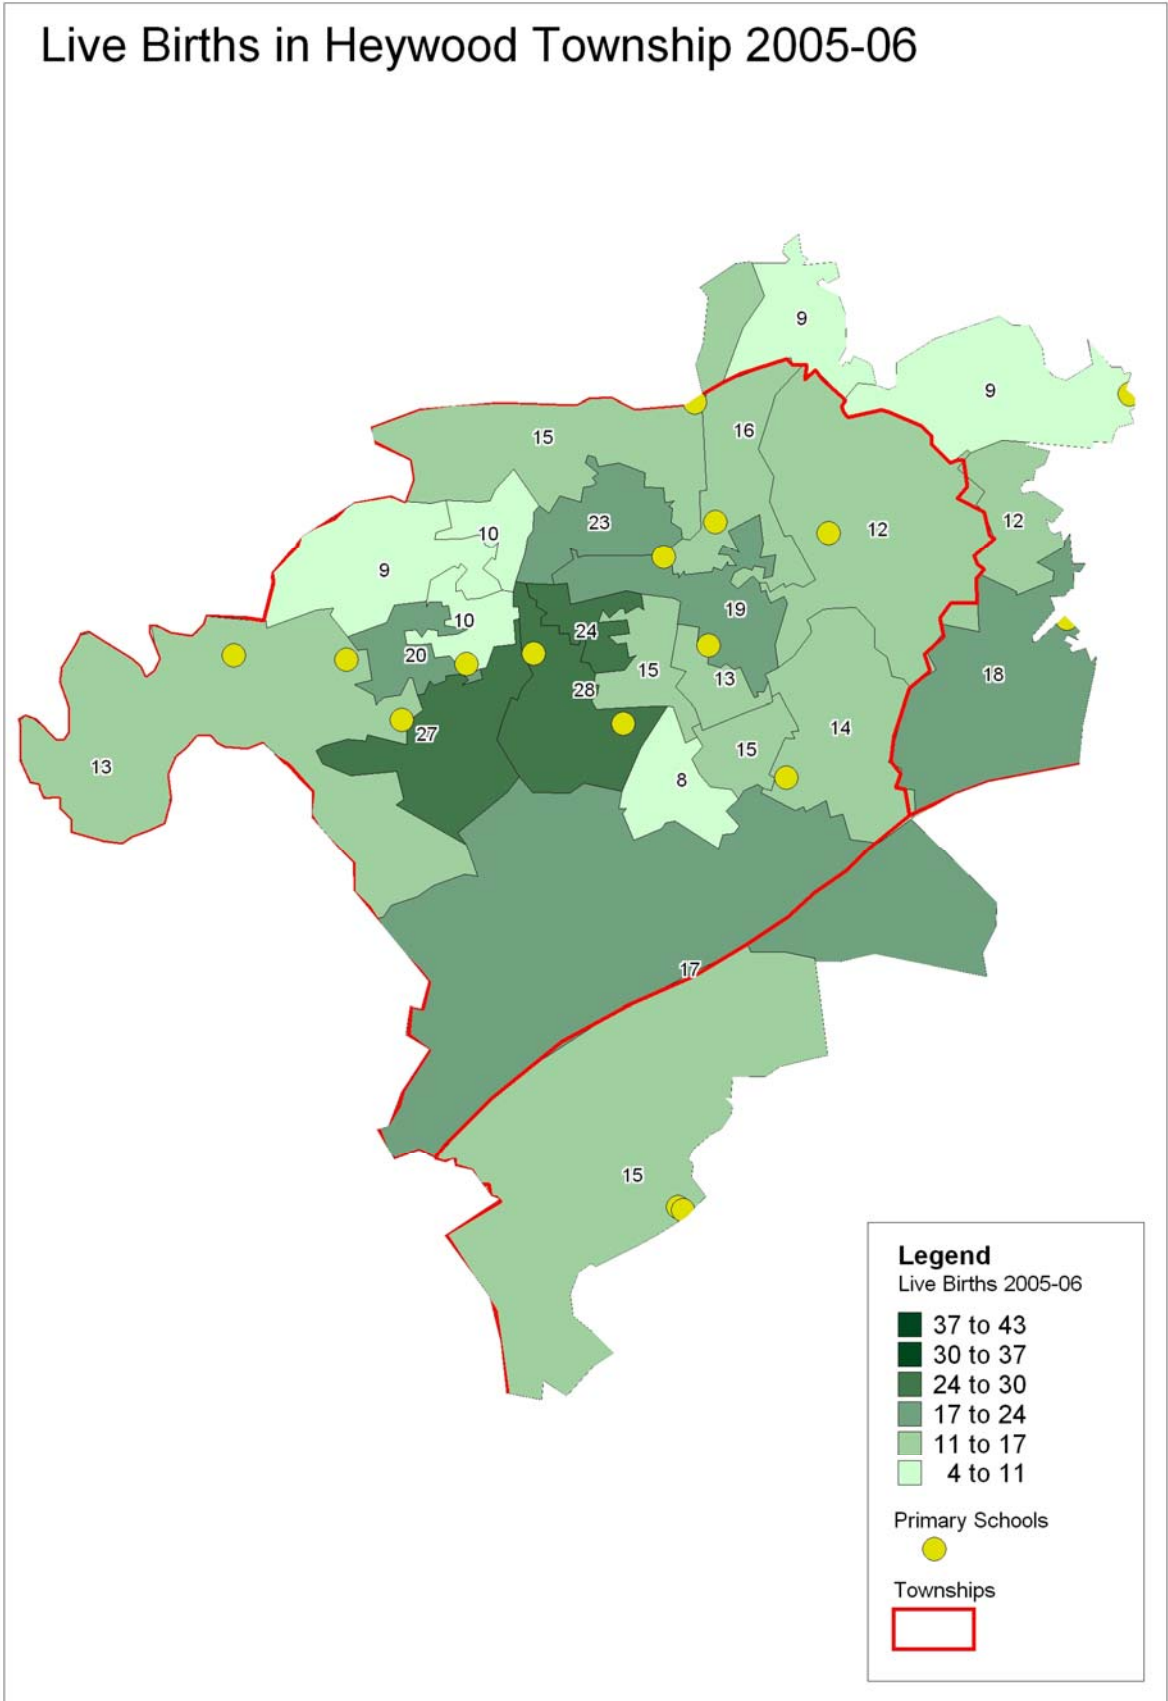 Live Births in Heywood Township 2005-06
9
9
16
15
12
12
23
10
9
19
10
24
20
15
13
18
28
14
27
15
13
8
17
15
Legend
Live Births 2005-06
37 to 43
30 to 37
24 to 30
17 to 24
11 to 17
4 to 11
Primary Schools
Townships